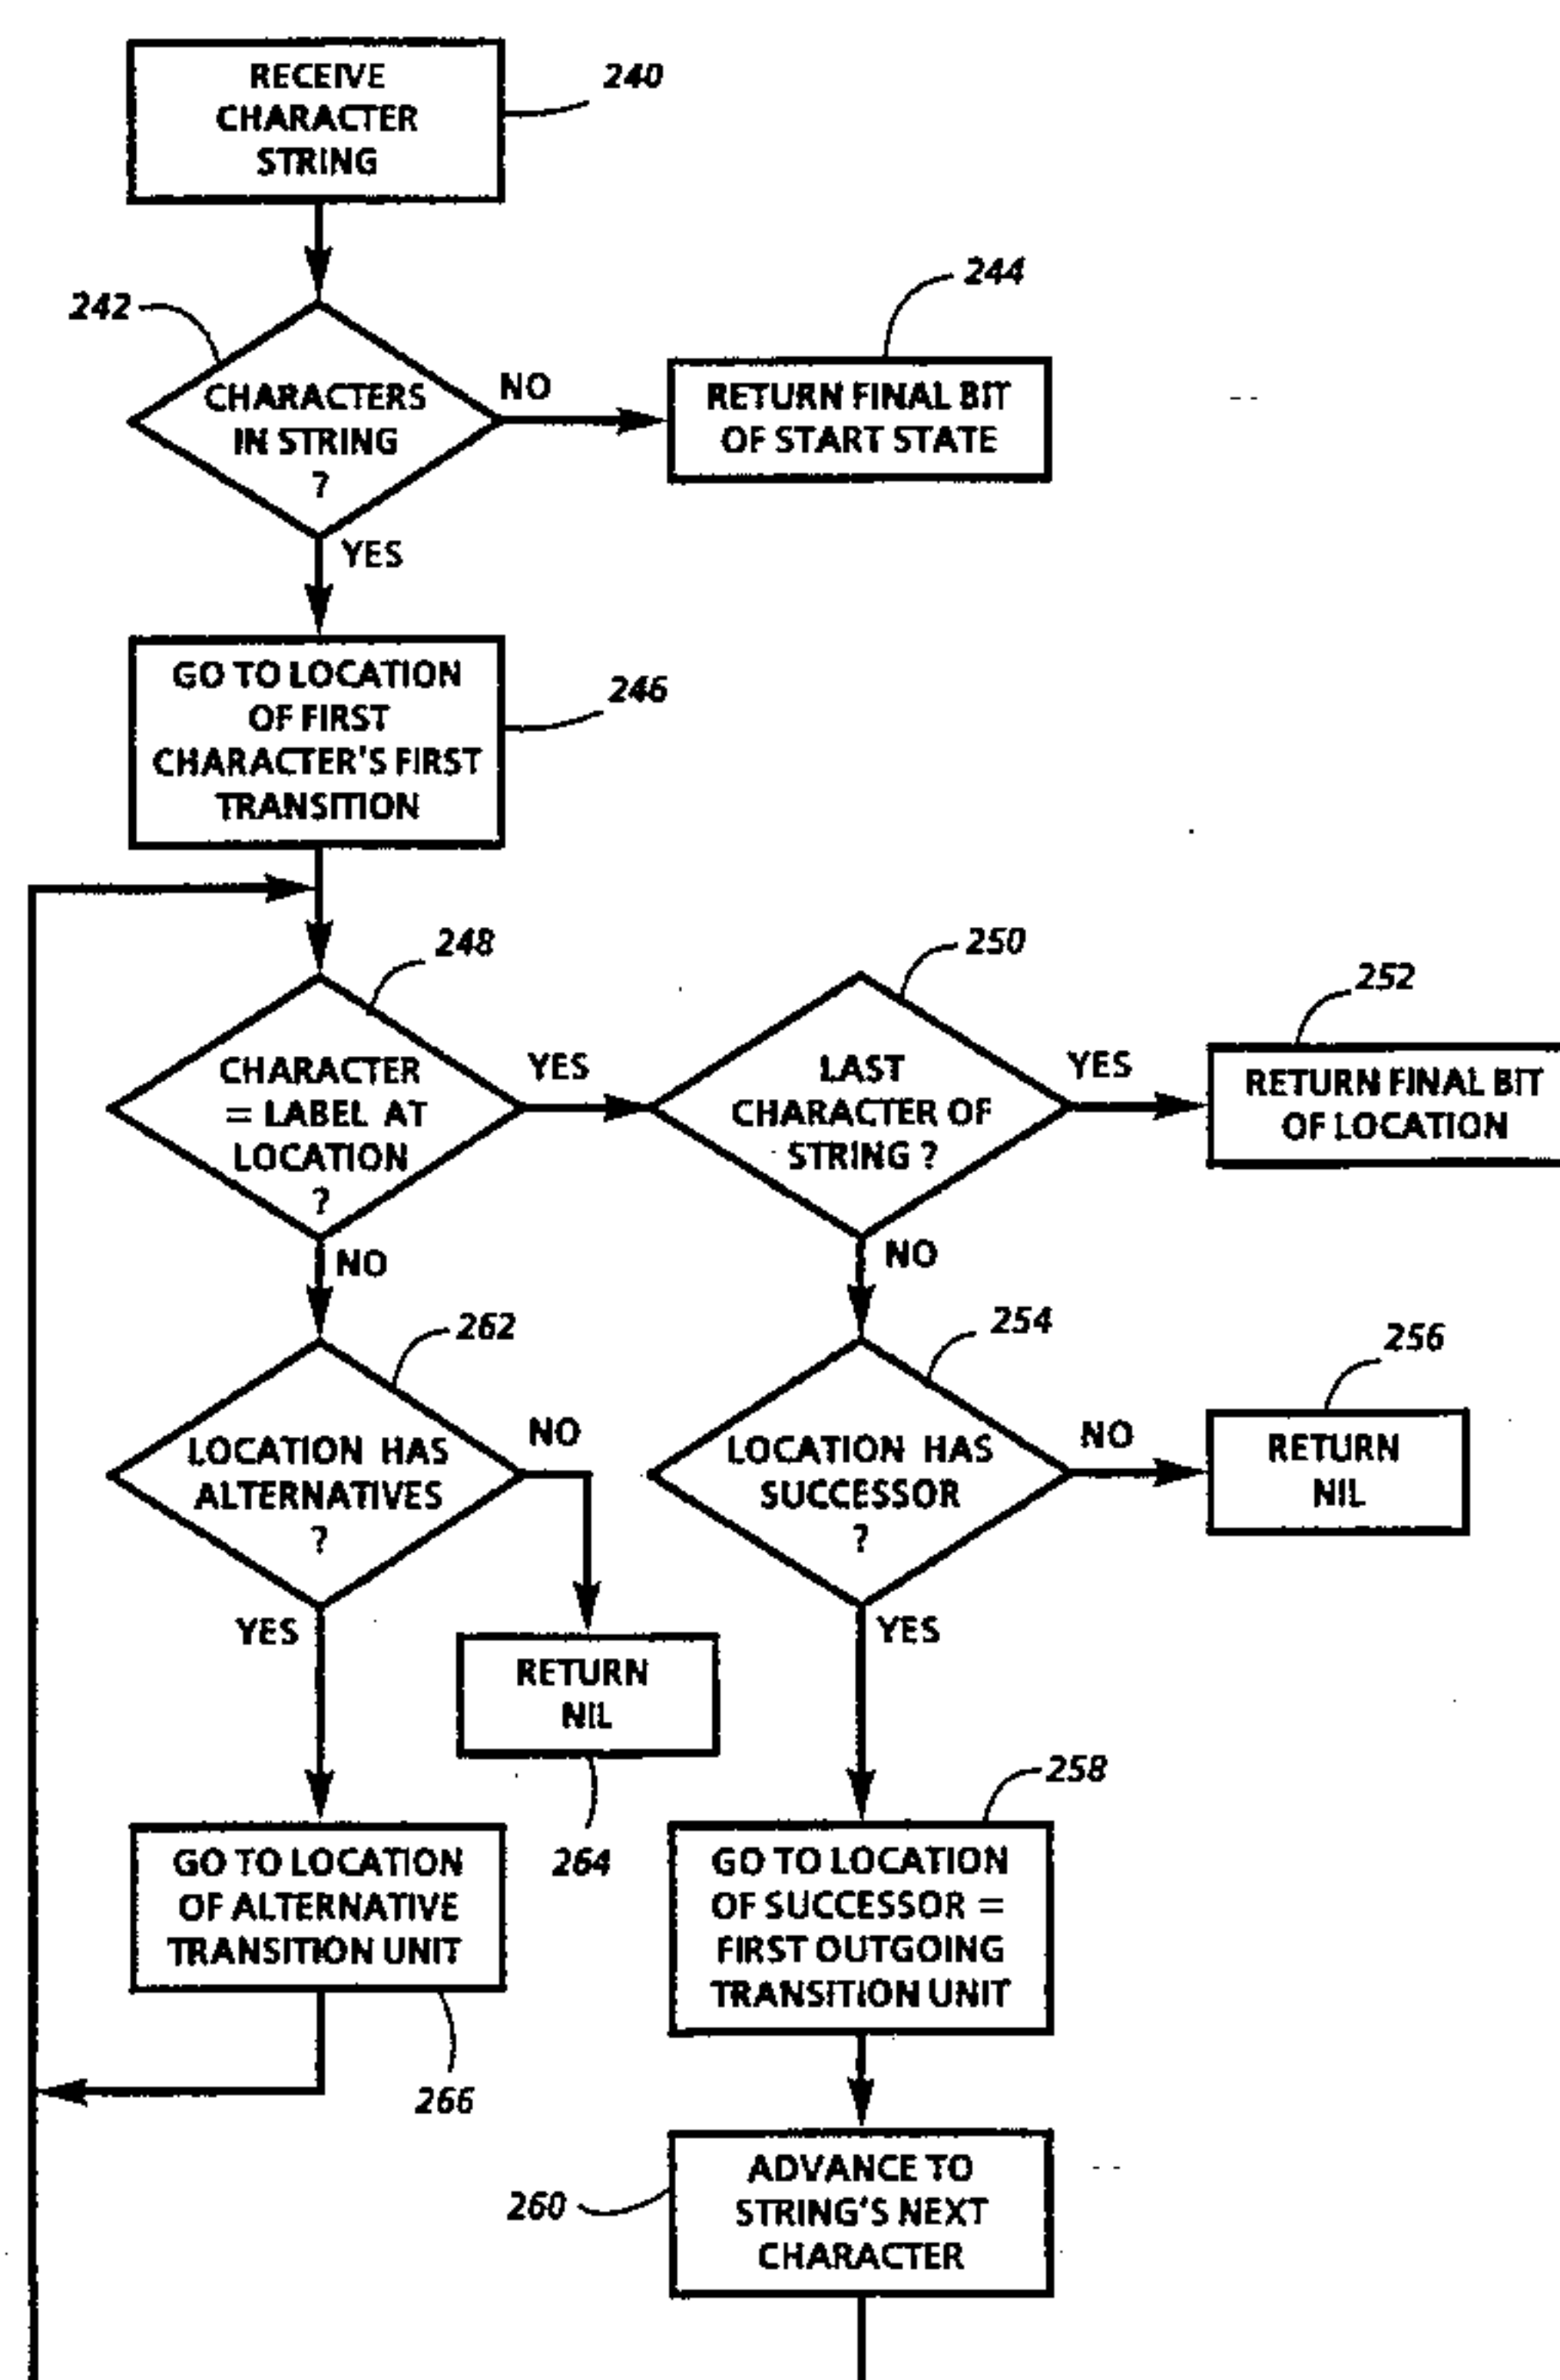 RECEIVE
CHARACTER
STRING
240
242
CHARACTERS
IN STRING
?
NO
244
RETURN FINAL BIT
OF START STATE
YES
GO TO LOCATION
OF FIRST
CHARACTER'S FIRST
TRANSITION
246
248
CHARACTER
= LABEL AT
LOCATION
?
YES
250
LAST
CHARACTER OF
STRING ?
YES
252
RETURN FINAL BIT
OF LOCATION
NO
NO
262
LOCATION HAS
ALTERNATIVES
?
NO
254
LOCATION HAS
SUCCESSOR
?
NO
256
RETURN
NIL
YES
RETURN
NIL
264
YES
258
GO TO LOCATION
OF ALTERNATIVE
TRANSITION UNIT
266
GO TO LOCATION
OF SUCCESSOR =
FIRST OUTGOING
TRANSITION UNIT
260
ADVANCE TO
STRING'S NEXT
CHARACTER